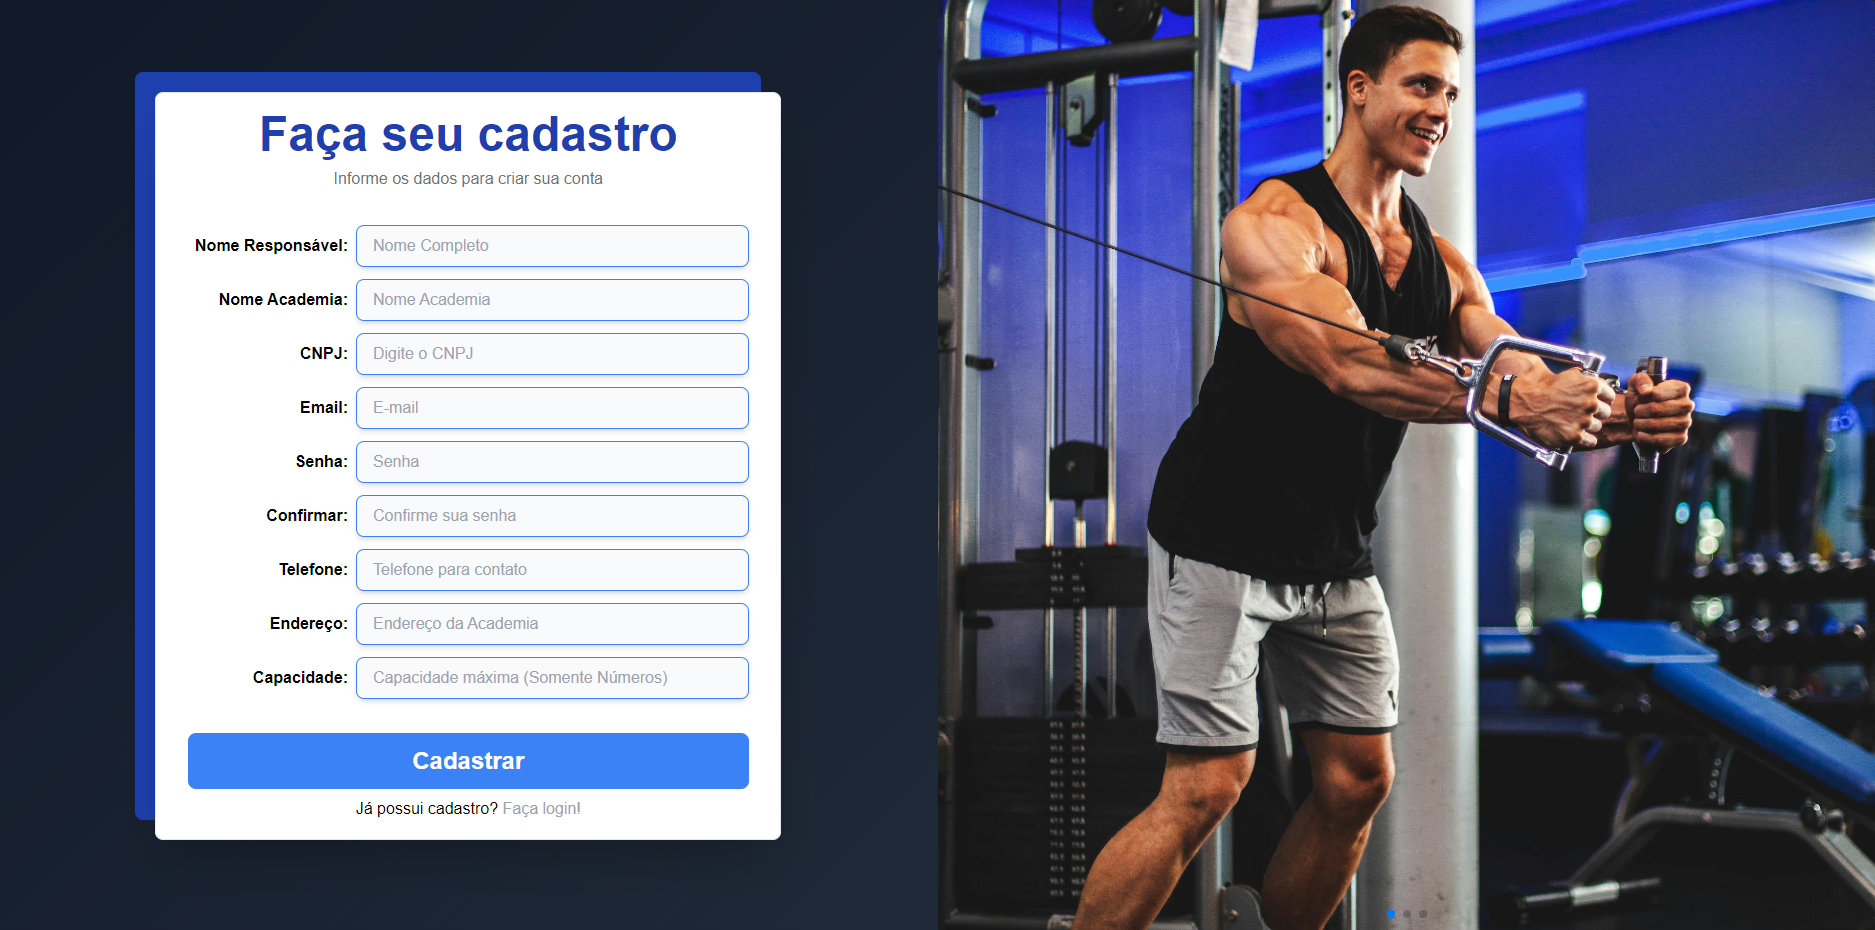 Faça seu cadastro
Informe os dados para criar sua conta
Nome Responsável: Nome Completo
Nome Academia: Nome Academia
CNPJ: Digite o CNPJ
Email: E-mail
Senha: Senha
Confirmar: Confirme sua senha
Telefone: Telefone para contato
Endereço: Endereço da Academia
Capacidade: Capacidade máxima (Somente Números)
Cadastrar
Já possui cadastro? Faça login!